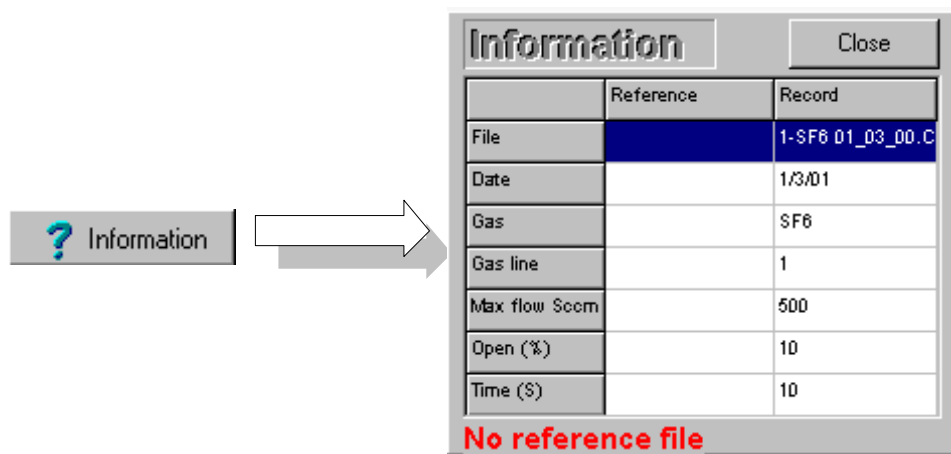 Information
Close
Reference Record
File 1-SF6 01_03_00.C
Date 1/3/01
Gas SF6
Gas line 1
Max flow Sccm 500
Open (%) 10
Time (S) 10
No reference file
? Information